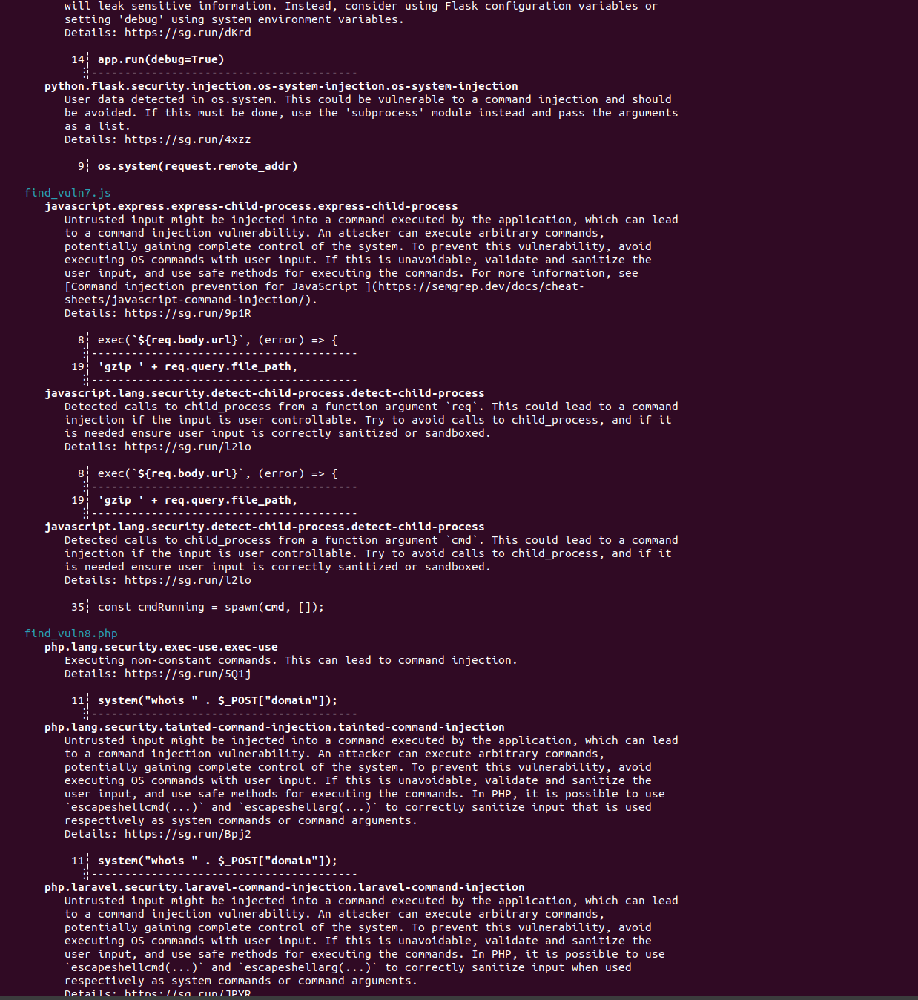 will leak sensitive information. Instead, consider using Flask configuration variables or
setting 'debug' using system environment variables.
Details: https://sg.run/dKrd
14┆ app.run(debug=True)
⋮┆----------------------------------------
python.flask.security.injection.os-system-injection.os-system-injection
User data detected in os.system. This could be vulnerable to a command injection and should
be avoided. If this must be done, use the 'subprocess' module instead and pass the arguments
as a list.
Details: https://sg.run/4xzz
9┆ os.system(request.remote_addr)
find_vuln7.js
javascript.express.express-child-process.express-child-process
Untrusted input might be injected into a command executed by the application, which can lead
to a command injection vulnerability. An attacker can execute arbitrary commands,
potentially gaining complete control of the system. To prevent this vulnerability, avoid
executing OS commands with user input. If this is unavoidable, validate and sanitize the
user input, and use safe methods for executing the commands. For more information, see
[Command injection prevention for JavaScript ](https://semgrep.dev/docs/cheat-
sheets/javascript-command-injection/).
Details: https://sg.run/9p1R
8┆ exec(`${req.body.url}`, (error) => {
⋮┆----------------------------------------
19┆ 'gzip ' + req.query.file_path,
⋮┆----------------------------------------
javascript.lang.security.detect-child-process.detect-child-process
Detected calls to child_process from a function argument `req`. This could lead to a command
injection if the input is user controllable. Try to avoid calls to child_process, and if it
is needed ensure user input is correctly sanitized or sandboxed.
Details: https://sg.run/l2lo
8┆ exec(`${req.body.url}`, (error) => {
⋮┆----------------------------------------
19┆ 'gzip ' + req.query.file_path,
⋮┆----------------------------------------
javascript.lang.security.detect-child-process.detect-child-process
Detected calls to child_process from a function argument `cmd`. This could lead to a command
injection if the input is user controllable. Try to avoid calls to child_process, and if it
is needed ensure user input is correctly sanitized or sandboxed.
Details: https://sg.run/l2lo
35┆ const cmdRunning = spawn(cmd, []);
find_vuln8.php
php.lang.security.exec-use.exec-use
Executing non-constant commands. This can lead to command injection.
Details: https://sg.run/5Q1j
11┆ system("whois " . $_POST["domain"]);
⋮┆----------------------------------------
php.lang.security.tainted-command-injection.tainted-command-injection
Untrusted input might be injected into a command executed by the application, which can lead
to a command injection vulnerability. An attacker can execute arbitrary commands,
potentially gaining complete control of the system. To prevent this vulnerability, avoid
executing OS commands with user input. If this is unavoidable, validate and sanitize the
user input, and use safe methods for executing the commands. In PHP, it is possible to use
`escapeshellcmd(...)` and `escapeshellarg(...)` to correctly sanitize input that is used
respectively as system commands or command arguments.
Details: https://sg.run/Bpj2
11┆ system("whois " . $_POST["domain"]);
⋮┆----------------------------------------
php.laravel.security.laravel-command-injection.laravel-command-injection
Untrusted input might be injected into a command executed by the application, which can lead
to a command injection vulnerability. An attacker can execute arbitrary commands,
potentially gaining complete control of the system. To prevent this vulnerability, avoid
executing OS commands with user input. If this is unavoidable, validate and sanitize the
user input, and use safe methods for executing the commands. In PHP, it is possible to use
`escapeshellcmd(...)` and `escapeshellarg(...)` to correctly sanitize input when used
respectively as system commands or command arguments.
Details: https://sg.run/JPYR